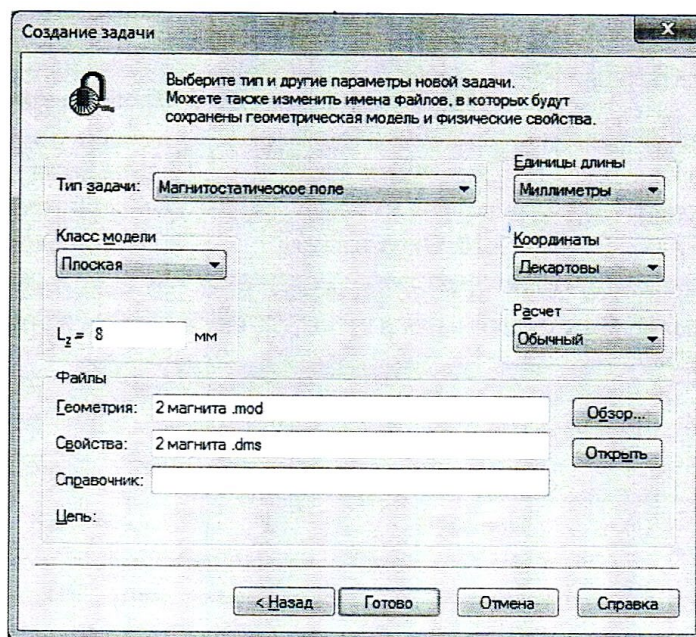 Создание задачи
Выберите тип и другие параметры новой задачи.
Можете также изменить имена файлов, в которых будут
сохранены геометрическая модель и физические свойства.
Тип задачи: Магнитостатическое поле
Единицы длины
Миллиметры
Класс модели
Плоская
Координаты
Декартовы
Lz = 8 мм
Расчет
Обычный
Файлы
Геометрия: 2 магнита .mod
Обзор...
Свойства: 2 магнита .dms
Открыть
Справочник:
Цепь:
< Назад Готово Отмена Справка